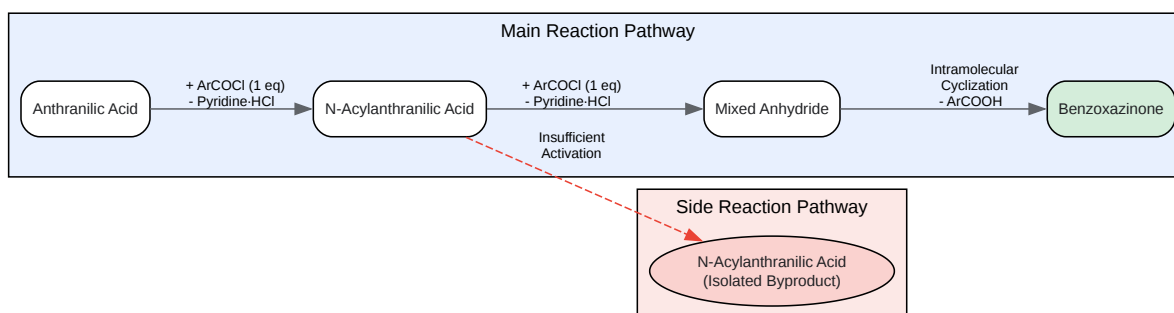 Main Reaction Pathway
Anthranilic Acid
+ ArCOCl (1 eq)
- Pyridine·HCl
N-Acylanthranilic Acid
+ ArCOCl (1 eq)
- Pyridine·HCl
Mixed Anhydride
Intramolecular
Cyclization
- ArCOOH
Benzoxazinone
Insufficient
Activation
Side Reaction Pathway
N-Acylanthranilic Acid
(Isolated Byproduct)